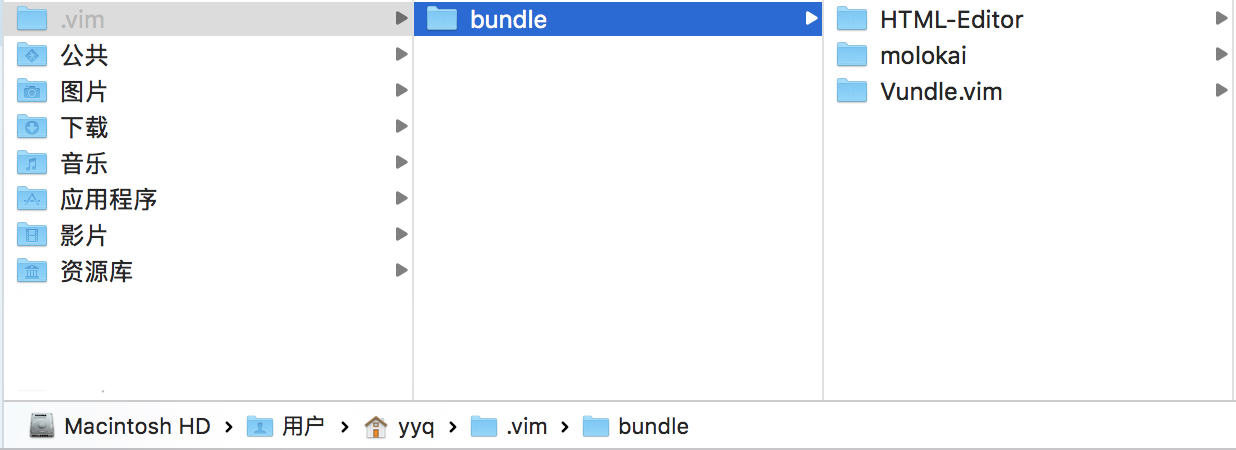 .vim
公共
图片
下载
音乐
应用程序
影片
资源库
bundle
HTML-Editor
molokai
Vundle.vim
Macintosh HD › 用户 › yyq › .vim › bundle